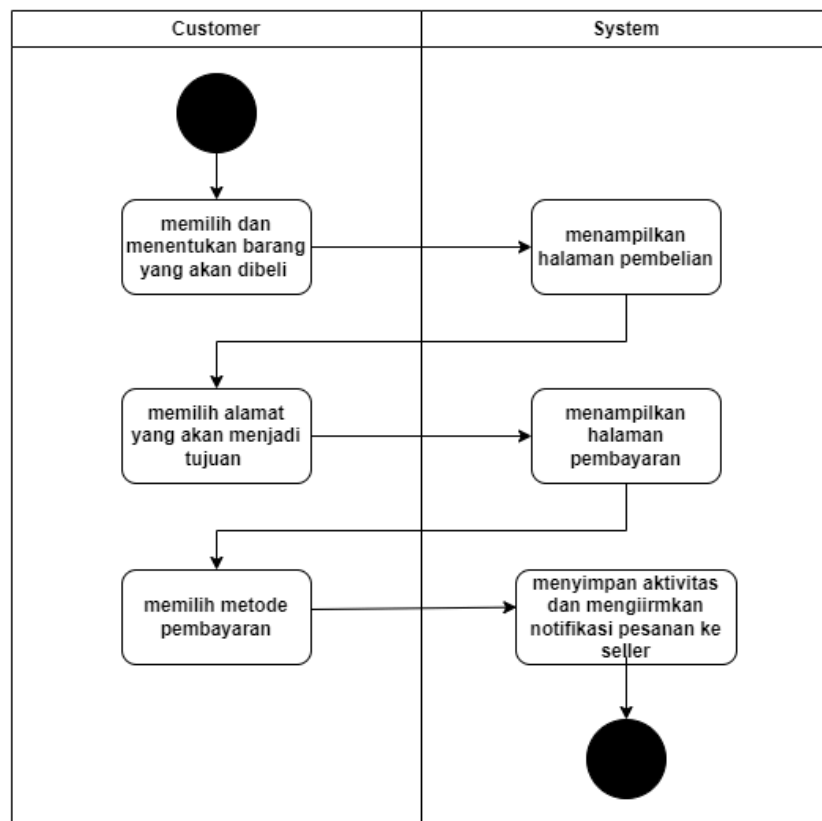 Customer
System
memilih dan
menentukan barang
yang akan dibeli
menampilkan
halaman pembelian
memilih alamat
yang akan menjadi
tujuan
menampilkan
halaman
pembayaran
memilih metode
pembayaran
menyimpan aktivitas
dan mengiirmkan
notifikasi pesanan ke
seller